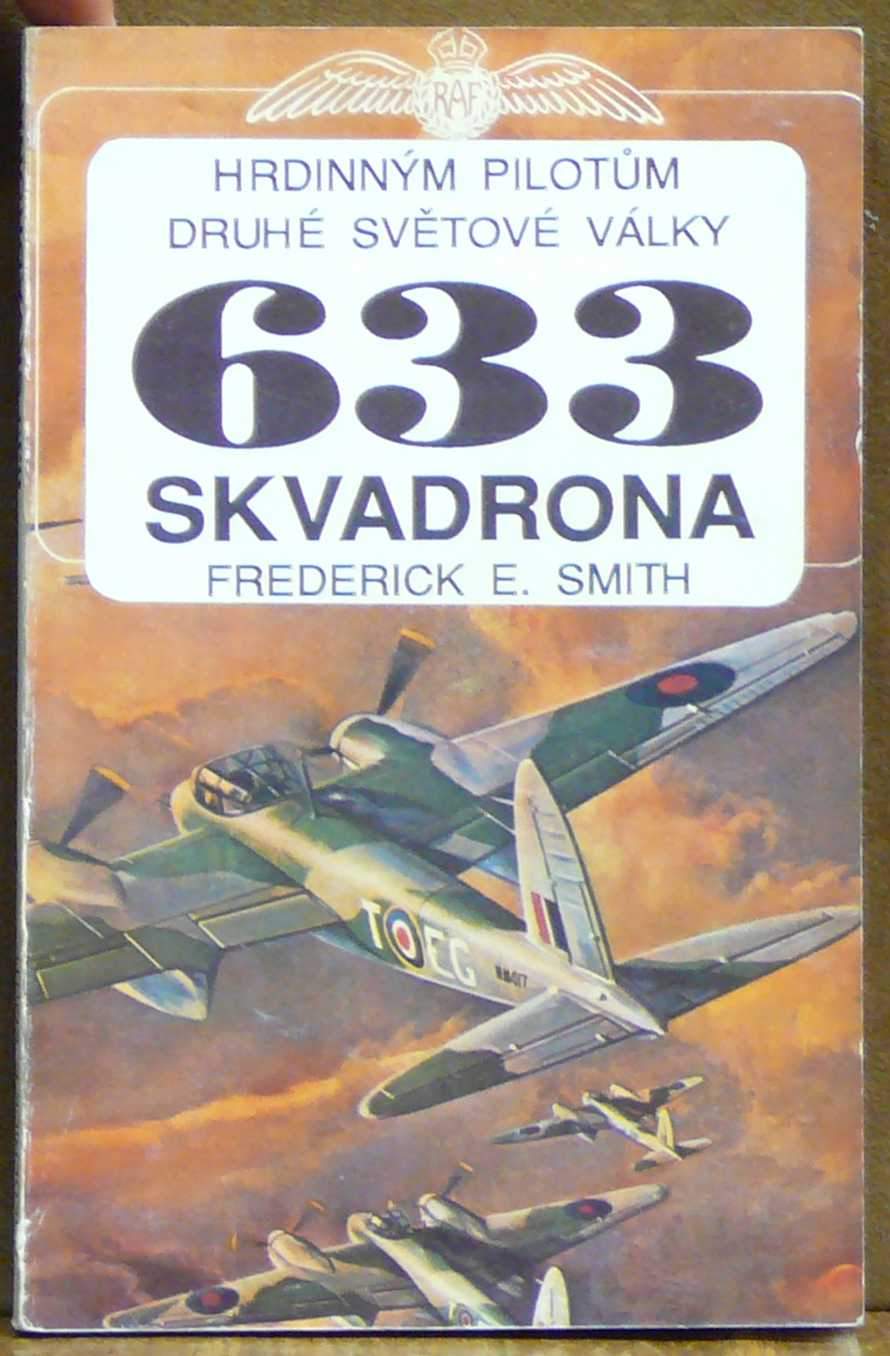 RAF
HRDINNÝM PILOTŮM
DRUHÉ SVĚTOVÉ VÁLKY
633
SKVADRONA
FREDERICK E. SMITH
T EG